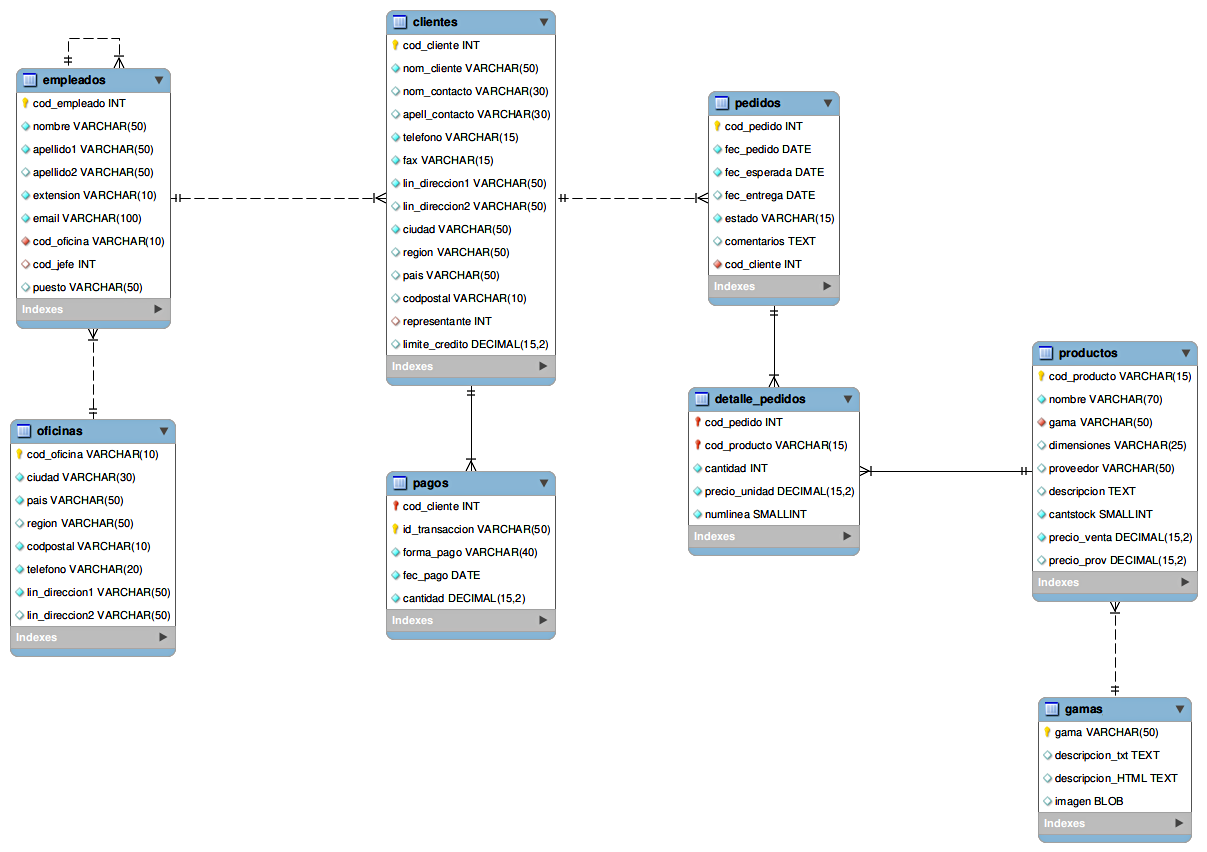 empleados
cod_empleado INT
nombre VARCHAR(50)
apellido1 VARCHAR(50)
apellido2 VARCHAR(50)
extension VARCHAR(10)
email VARCHAR(100)
cod_oficina VARCHAR(10)
cod_jefe INT
puesto VARCHAR(50)
Indexes
oficinas
cod_oficina VARCHAR(10)
ciudad VARCHAR(30)
pais VARCHAR(50)
region VARCHAR(50)
codpostal VARCHAR(10)
telefono VARCHAR(20)
lin_direccion1 VARCHAR(50)
lin_direccion2 VARCHAR(50)
Indexes
clientes
cod_cliente INT
nom_cliente VARCHAR(50)
nom_contacto VARCHAR(30)
apell_contacto VARCHAR(30)
telefono VARCHAR(15)
fax VARCHAR(15)
lin_direccion1 VARCHAR(50)
lin_direccion2 VARCHAR(50)
ciudad VARCHAR(50)
region VARCHAR(50)
pais VARCHAR(50)
codpostal VARCHAR(10)
representante INT
limite_credito DECIMAL(15,2)
Indexes
pagos
cod_cliente INT
id_transaccion VARCHAR(50)
forma_pago VARCHAR(40)
fec_pago DATE
cantidad DECIMAL(15,2)
Indexes
pedidos
cod_pedido INT
fec_pedido DATE
fec_esperada DATE
fec_entrega DATE
estado VARCHAR(15)
comentarios TEXT
cod_cliente INT
Indexes
detalle_pedidos
cod_pedido INT
cod_producto VARCHAR(15)
cantidad INT
precio_unidad DECIMAL(15,2)
numlinea SMALLINT
Indexes
productos
cod_producto VARCHAR(15)
nombre VARCHAR(70)
gama VARCHAR(50)
dimensiones VARCHAR(25)
proveedor VARCHAR(50)
descripcion TEXT
cantstock SMALLINT
precio_venta DECIMAL(15,2)
precio_prov DECIMAL(15,2)
Indexes
gamas
gama VARCHAR(50)
descripcion_txt TEXT
descripcion_HTML TEXT
imagen BLOB
Indexes